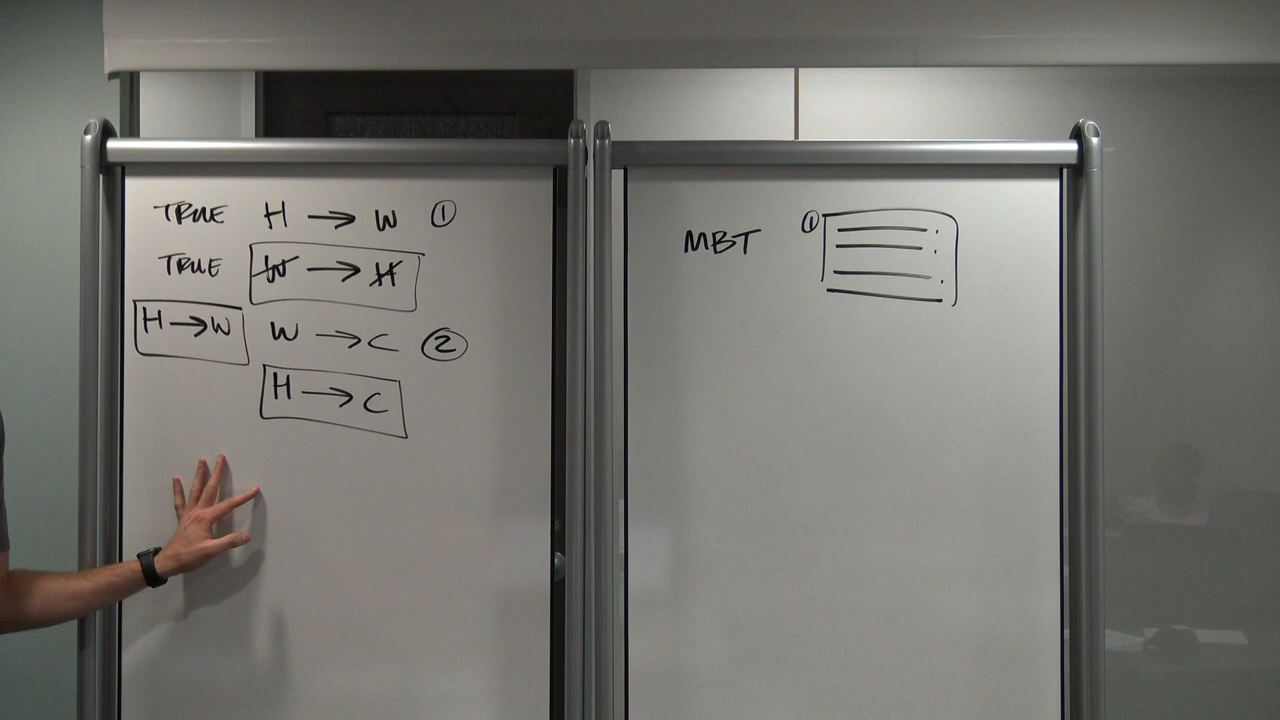 TRUE H → W ①
TRUE W̶ → H̶
H → W W → C ②
H → C
MBT ①